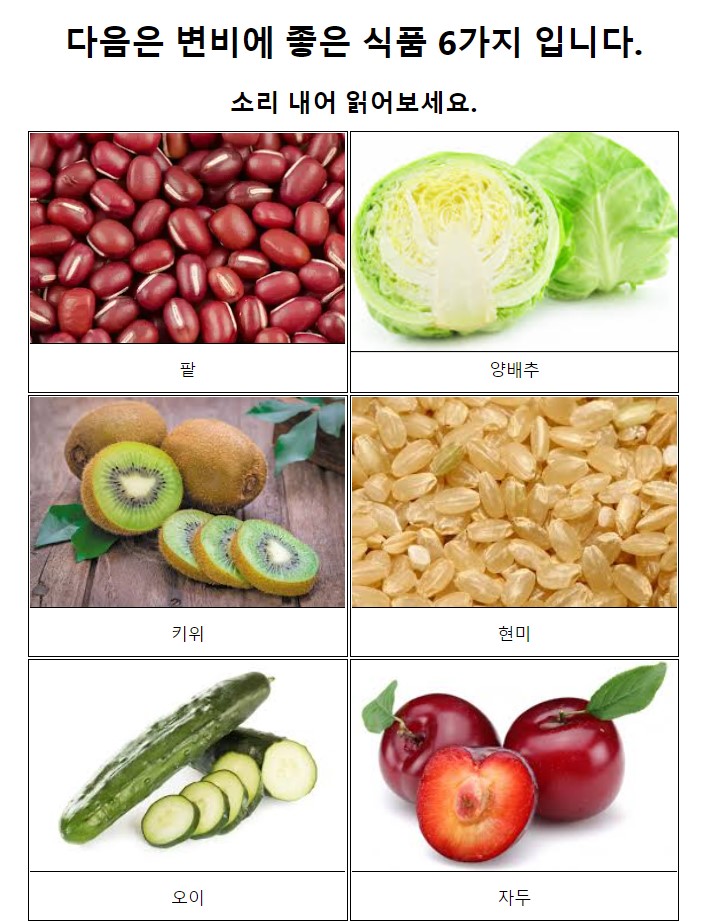 다음은 변비에 좋은 식품 6가지 입니다.
소리 내어 읽어보세요.
팥
양배추
키위
현미
오이
자두